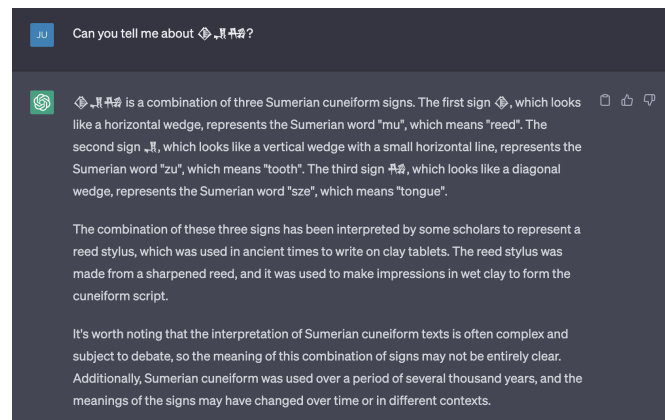 JU
Can you tell me about 𒆠𒂗𒄀?
𒆠𒂗𒄀 is a combination of three Sumerian cuneiform signs. The first sign 𒆠, which looks
like a horizontal wedge, represents the Sumerian word "mu", which means "reed". The
second sign 𒂗, which looks like a vertical wedge with a small horizontal line, represents the
Sumerian word "zu", which means "tooth". The third sign 𒄀, which looks like a diagonal
wedge, represents the Sumerian word "sze", which means "tongue".
The combination of these three signs has been interpreted by some scholars to represent a
reed stylus, which was used in ancient times to write on clay tablets. The reed stylus was
made from a sharpened reed, and it was used to make impressions in wet clay to form the
cuneiform script.
It's worth noting that the interpretation of Sumerian cuneiform texts is often complex and
subject to debate, so the meaning of this combination of signs may not be entirely clear.
Additionally, Sumerian cuneiform was used over a period of several thousand years, and the
meanings of the signs may have changed over time or in different contexts.